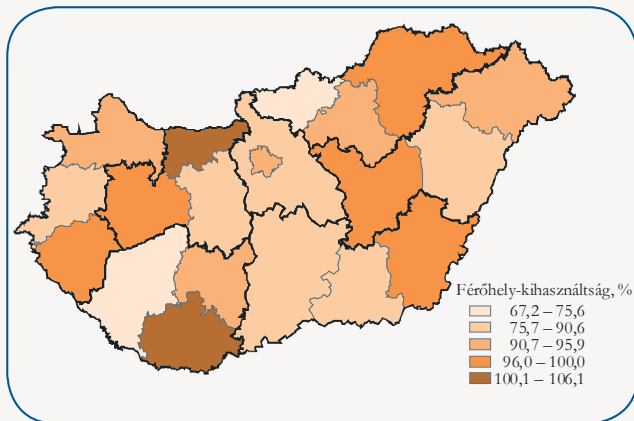 Férőhely-kihasználtság, %
67,2 – 75,6
75,7 – 90,6
90,7 – 95,9
96,0 – 100,0
100,1 – 106,1